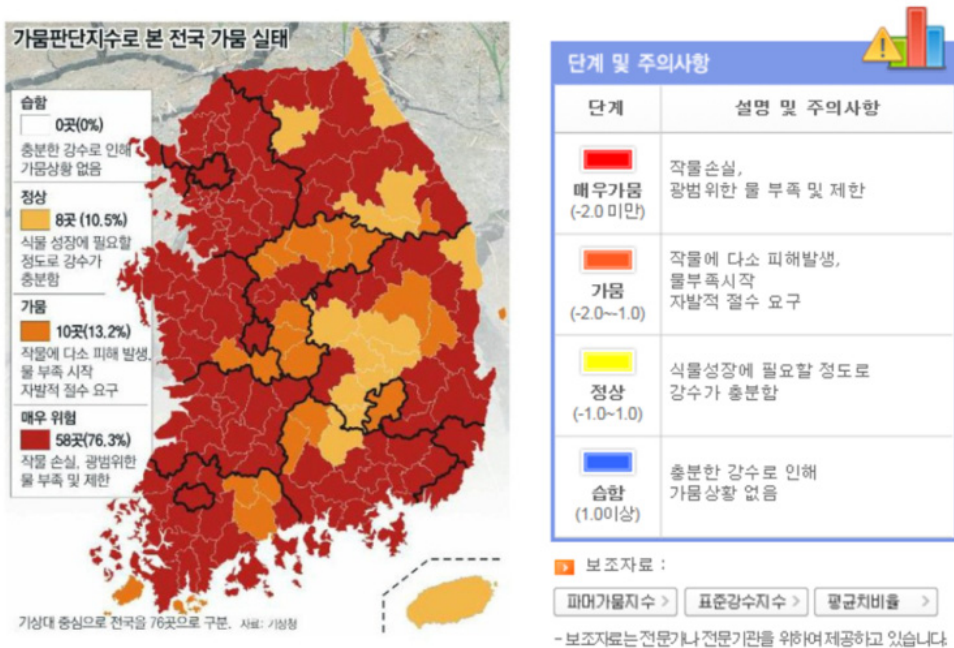 가뭄판단지수로 본 전국 가뭄 실태
습함
0곳(0%)
충분한 강수로 인해
가뭄상황 없음
정상
8곳 (10.5%)
식물 성장에 필요할
정도로 강수가
충분함
가뭄
10곳(13.2%)
작물에 다소 피해 발생,
물 부족 시작
자발적 절수 요구
매우 위험
58곳(76.3%)
작물 손실, 광범위한
물 부족 및 제한
기상대 중심으로 전국을 76곳으로 구분. 자료: 기상청
단계 및 주의사항
단계 설명 및 주의사항
매우가뭄
(-2.0 미만)
작물손실,
광범위한 물 부족 및 제한
가뭄
(-2.0~-1.0)
작물에 다소 피해발생,
물부족시작
자발적 절수 요구
정상
(-1.0~1.0)
식물성장에 필요할 정도로
강수가 충분함
습함
(1.0이상)
충분한 강수로 인해
가뭄상황 없음
보조자료 :
파머가뭄지수 > 표준강수지수 > 평균치비율 >
- 보조자료는 전문가나 전문기관을 위하여 제공하고 있습니다.